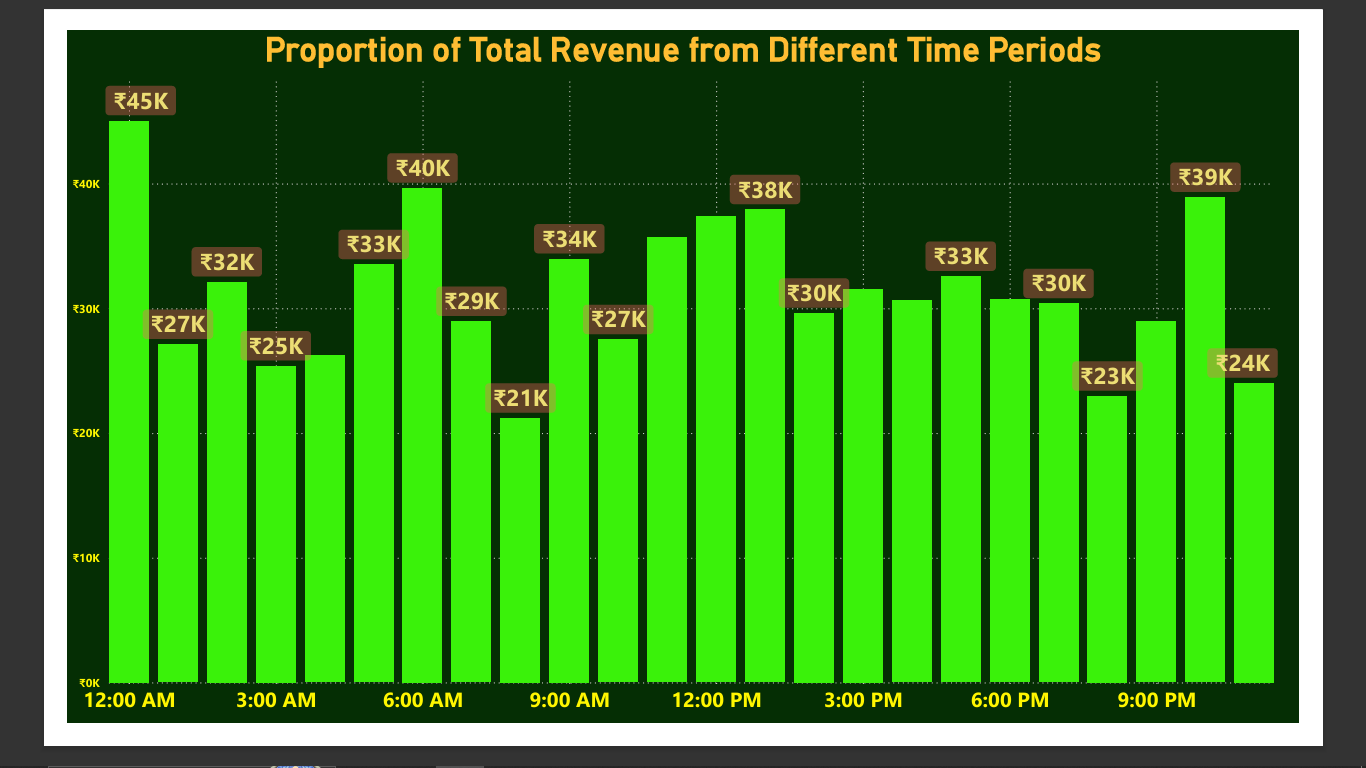 Proportion of Total Revenue from Different Time Periods
₹45K
₹27K
₹32K
₹25K
₹33K
₹40K
₹29K
₹21K
₹34K
₹27K
₹38K
₹30K
₹33K
₹30K
₹23K
₹39K
₹24K
₹40K
₹30K
₹20K
₹10K
₹0K
12:00 AM 3:00 AM 6:00 AM 9:00 AM 12:00 PM 3:00 PM 6:00 PM 9:00 PM